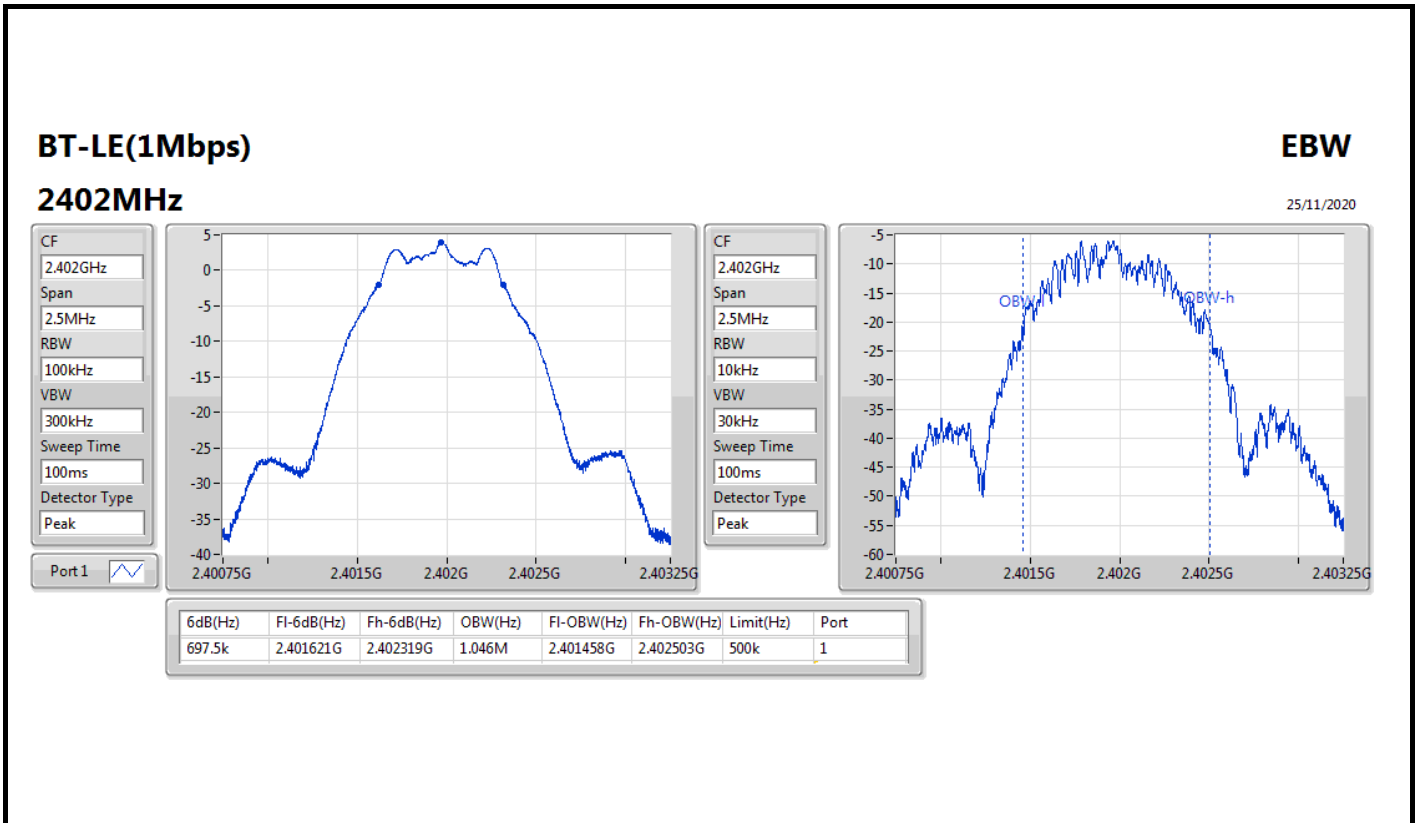 BT-LE(1Mbps)
EBW
2402MHz
25/11/2020
CF
2.402GHz
Span
2.5MHz
RBW
100kHz
VBW
300kHz
Sweep Time
100ms
Detector Type
Peak
Port 1
5
0
-5
-10
-15
-20
-25
-30
-35
-40
2.40075G 2.4015G 2.402G 2.4025G 2.40325G
CF
2.402GHz
Span
2.5MHz
RBW
10kHz
VBW
30kHz
Sweep Time
100ms
Detector Type
Peak
-5
-10
-15
-20
-25
-30
-35
-40
-45
-50
-55
-60
OBW-h
2.40075G 2.4015G 2.402G 2.4025G 2.40325G
6dB(Hz) Fl-6dB(Hz) Fh-6dB(Hz) OBW(Hz) Fl-OBW(Hz) Fh-OBW(Hz) Limit(Hz) Port
697.5k 2.401621G 2.402319G 1.046M 2.401458G 2.402503G 500k 1